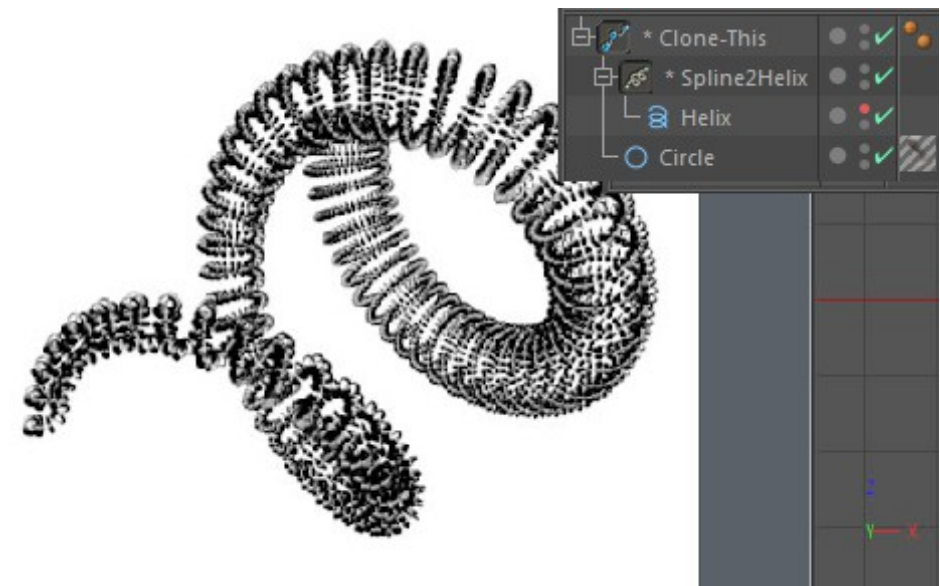 * Clone-This
* Spline2Helix
Helix
Circle
Z
Y X